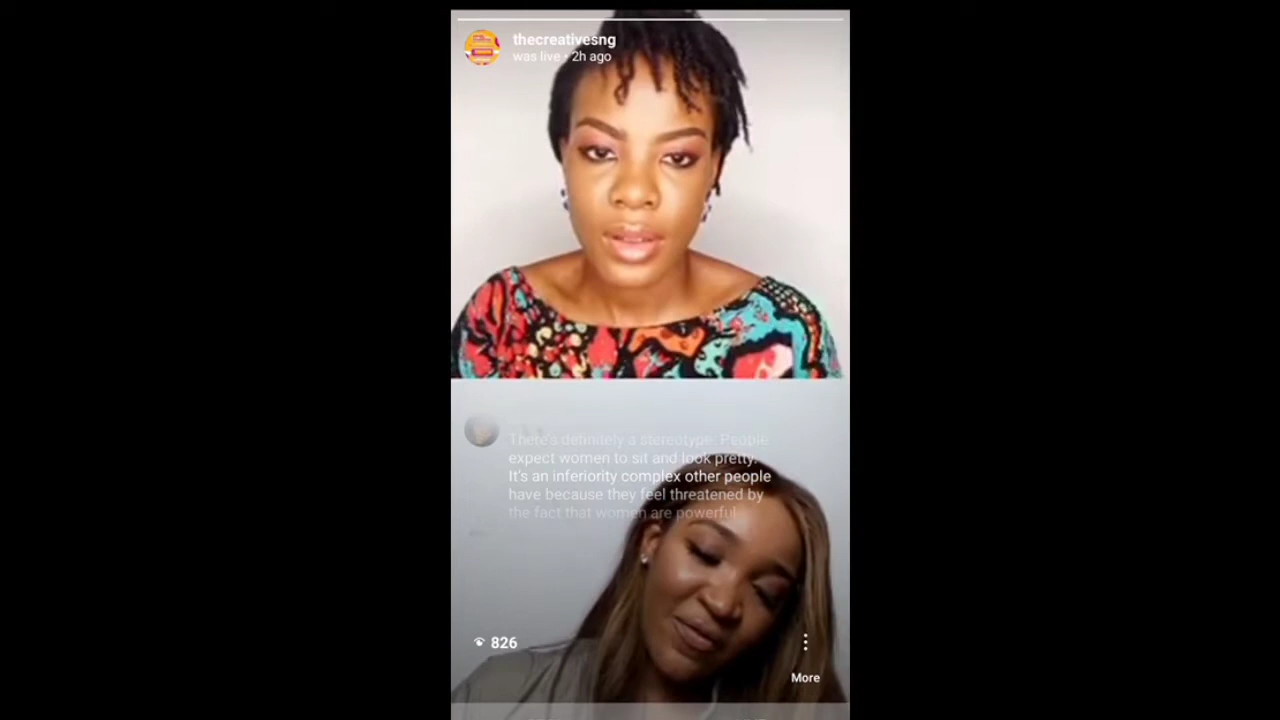 thecreativesng
was live • 2h ago
There's definitely a stereotype. People
expect women to sit and look pretty.
It's an inferiority complex other people
have because they feel threatened by
the fact that women are powerful
826
More